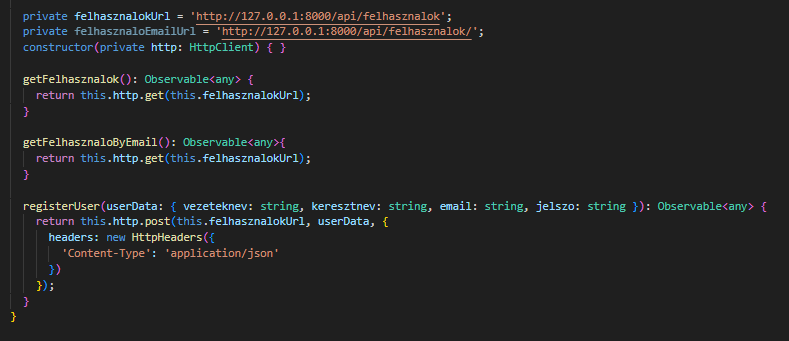 private felhasznalokUrl = 'http://127.0.0.1:8000/api/felhasznalok';
private felhasznaloEmailUrl = 'http://127.0.0.1:8000/api/felhasznalok/';
constructor(private http: HttpClient) { }
getFelhasznalok(): Observable<any> {
return this.http.get(this.felhasznalokUrl);
}
getFelhasznaloByEmail(): Observable<any>{
return this.http.get(this.felhasznalokUrl);
}
registerUser(userData: { vezeteknev: string, keresztnev: string, email: string, jelszo: string }): Observable<any> {
return this.http.post(this.felhasznalokUrl, userData, {
headers: new HttpHeaders({
'Content-Type': 'application/json'
})
});
}
}